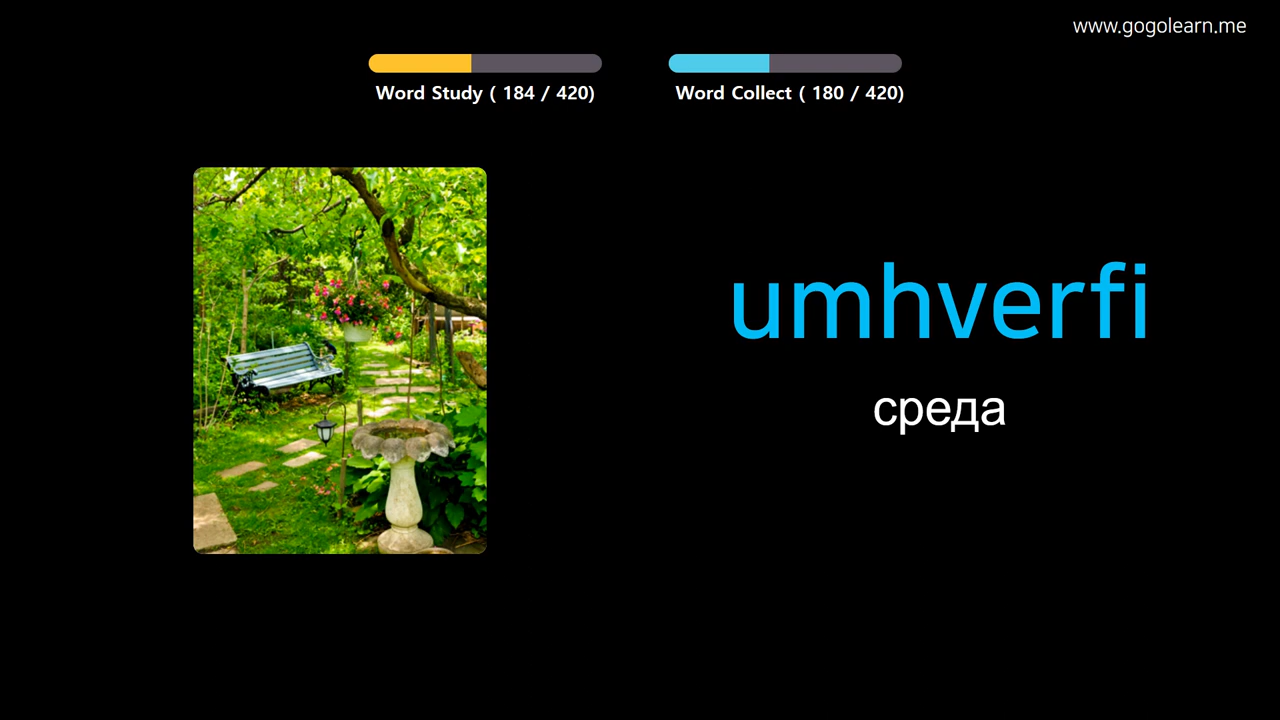 www.gogolearn.me
Word Study ( 184 / 420)
Word Collect ( 180 / 420)
umhverfi
среда